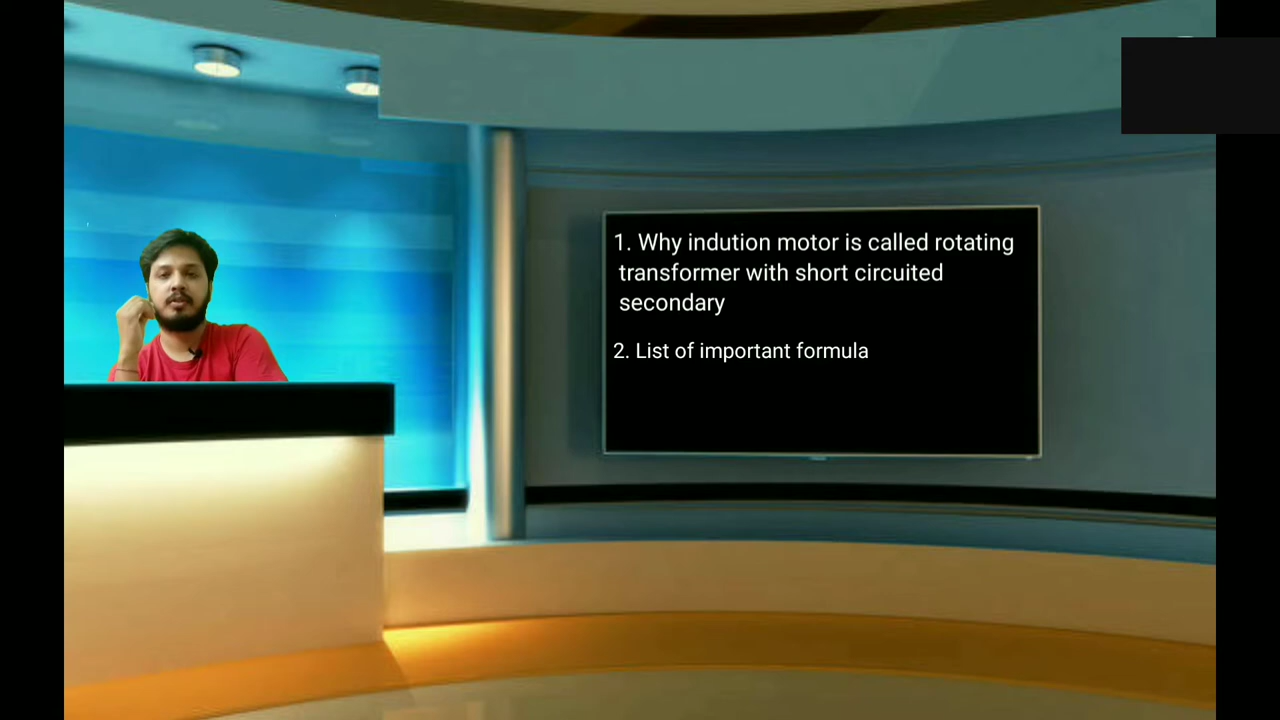 1. Why indution motor is called rotating
transformer with short circuited
secondary
2. List of important formula